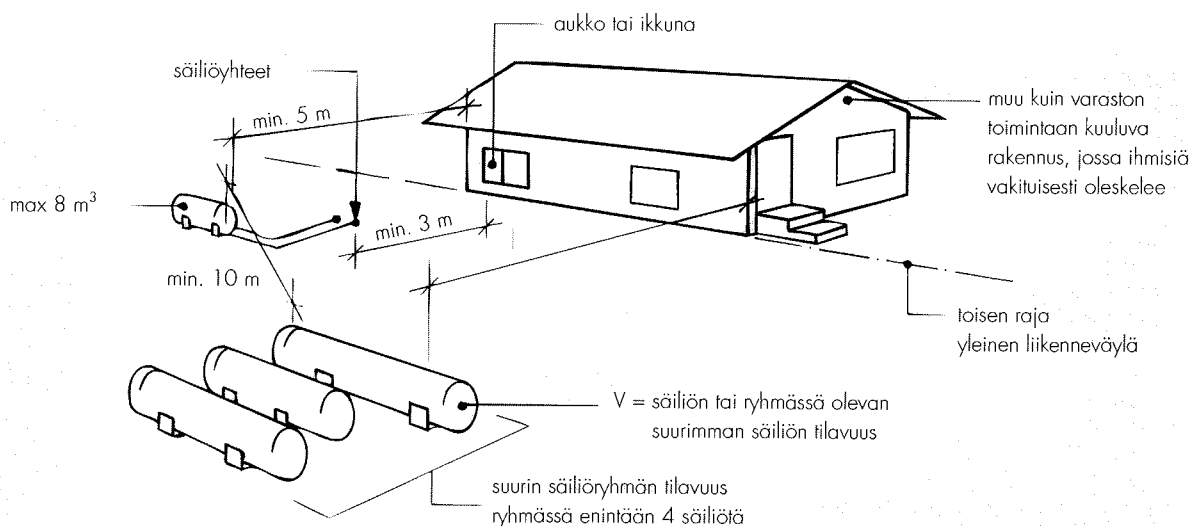 aukko tai ikkuna
säiliöyhteet
min. 5 m
muu kuin varaston
toimintaan kuuluva
rakennus, jossa ihmisiä
vakituisesti oleskelee
max 8 m³
min. 3 m
min. 10 m
toisen raja
yleinen liikenneväylä
V = säiliön tai ryhmässä olevan
suurimman säiliön tilavuus
suurin säiliöryhmän tilavuus
ryhmässä enintään 4 säiliötä